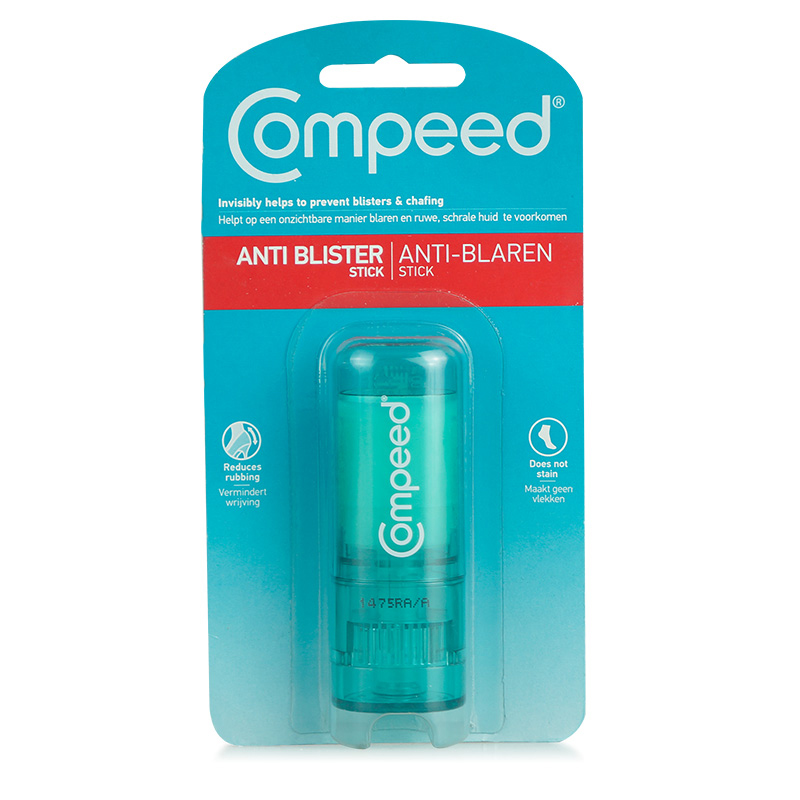 Compeed®
Invisibly helps to prevent blisters & chafing
Helpt op een onzichtbare manier blaren en ruwe, schrale huid te voorkomen
ANTI BLISTER
STICK
ANTI-BLAREN
STICK
Compeed®
Reduces
rubbing
Vermindert
wrijving
Does not
stain
Maakt geen
vlekken
1475RA/A